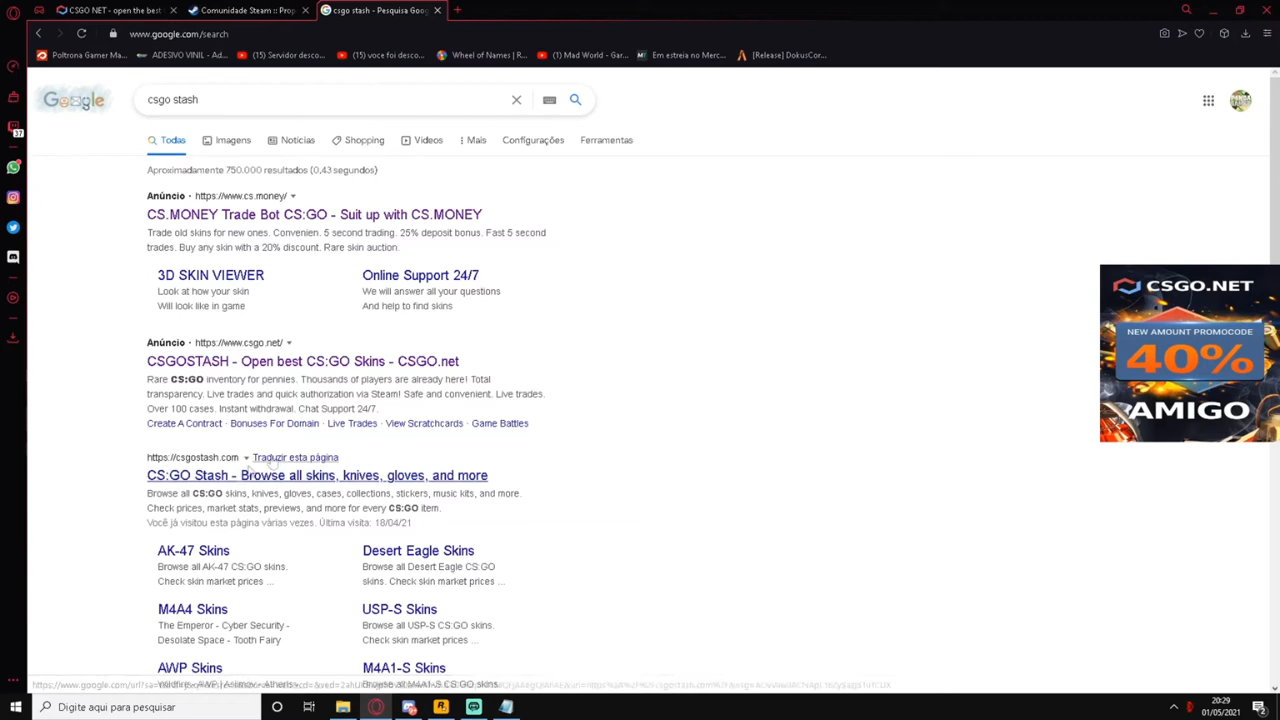 CSGO.NET - open the best
Comunidade Steam :: Prop
csgo stash - Pesquisa Goo
www.google.com/search
Poltrona Gamer Ma...
ADESIVO VINIL - Ad...
(15) Servidor desco...
(15) voce foi desco...
Wheel of Names | R...
(1) Mad World - Gar...
Em estreia no Merc...
[Release] DokusCor...
Google
csgo stash
37
Todas
Imagens
Notícias
Shopping
Vídeos
Mais
Configurações
Ferramentas
Aproximadamente 750.000 resultados (0,43 segundos)
Anúncio · https://www.cs.money/
CS.MONEY Trade Bot CS:GO - Suit up with CS.MONEY
Trade old skins for new ones. Convenien. 5 second trading. 25% deposit bonus. Fast 5 second
trades. Buy any skin with a 20% discount. Rare skin auction.
3D SKIN VIEWER
Look at how your skin
Will look like in game
Online Support 24/7
We will answer all your questions
And help to find skins
Anúncio · https://www.csgo.net/
CSGOSTASH - Open best CS:GO Skins - CSGO.net
Rare CS:GO inventory for pennies. Thousands of players are already here! Total
transparency. Live trades and quick authorization via Steam! Safe and convenient. Live trades.
Over 100 cases. Instant withdrawal. Chat Support 24/7.
Create A Contract · Bonuses For Domain · Live Trades · View Scratchcards · Game Battles
https://csgostash.com
Traduzir esta página
CS:GO Stash - Browse all skins, knives, gloves, and more
Browse all CS:GO skins, knives, gloves, cases, collections, stickers, music kits, and more.
Check prices, market stats, previews, and more for every CS:GO item.
Você já visitou esta página várias vezes. Última visita: 18/04/21
AK-47 Skins
Browse all AK-47 CS:GO skins.
Check skin market prices ...
Desert Eagle Skins
Browse all Desert Eagle CS:GO
skins. Check skin market prices ...
M4A4 Skins
The Emperor - Cyber Security -
Desolate Space - Tooth Fairy
USP-S Skins
Browse all USP-S CS:GO skins.
Check skin market prices ...
AWP Skins
M4A1-S Skins
Browse all M4A1-S CS:GO skins.
CSGO.NET
NEW AMOUNT PROMOCODE
40%
AMIGO
Digite aqui para pesquisar
20:29
01/05/2021
2